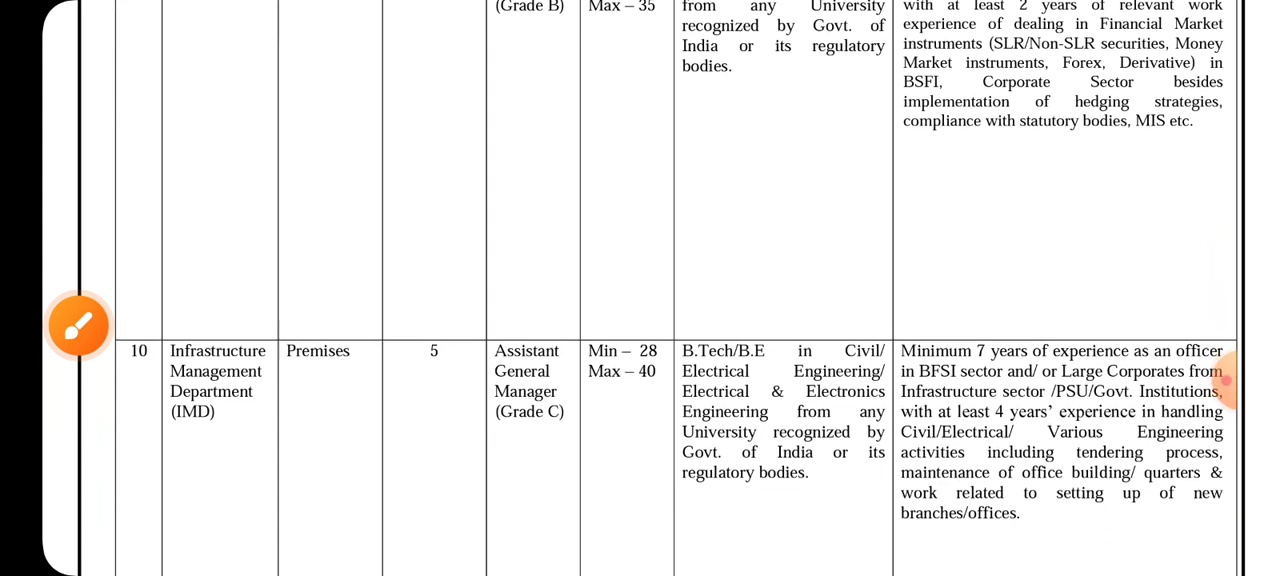 (Grade B)
Max – 35
from any University
recognized by Govt. of
India or its regulatory
bodies.
with at least 2 years of relevant work
experience of dealing in Financial Market
instruments (SLR/Non-SLR securities, Money
Market instruments, Forex, Derivative) in
BSFI, Corporate Sector besides
implementation of hedging strategies,
compliance with statutory bodies, MIS etc.
10
Infrastructure
Management
Department
(IMD)
Premises
5
Assistant
General
Manager
(Grade C)
Min – 28
Max – 40
B.Tech/B.E in Civil/
Electrical Engineering/
Electrical & Electronics
Engineering from any
University recognized by
Govt. of India or its
regulatory bodies.
Minimum 7 years of experience as an officer
in BFSI sector and/ or Large Corporates from
Infrastructure sector /PSU/Govt. Institutions,
with at least 4 years’ experience in handling
Civil/Electrical/ Various Engineering
activities including tendering process,
maintenance of office building/ quarters &
work related to setting up of new
branches/offices.